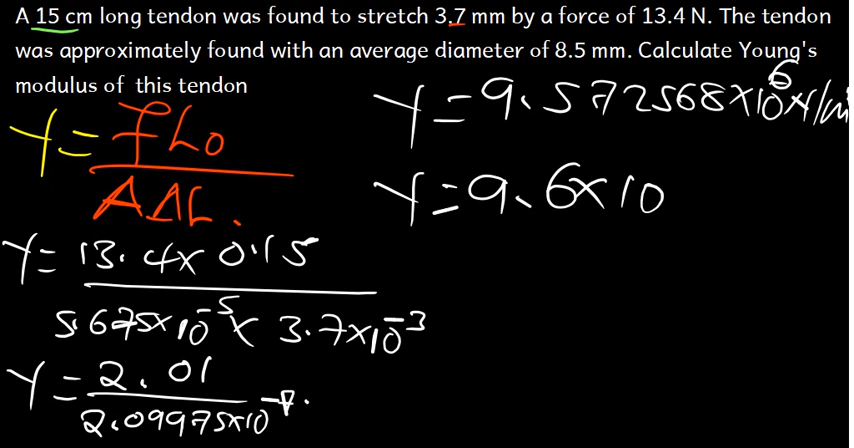 A 15 cm long tendon was found to stretch 3.7 mm by a force of 13.4 N. The tendon
was approximately found with an average diameter of 8.5 mm. Calculate Young's
modulus of this tendon
Y = FL₀ / A ΔL.
Y = 13.4 x 0.15 / 5.675 x 10⁻⁵ x 3.7 x 10⁻³
Y = 2.01 / 2.09975 x 10⁻⁷.
Y = 9.572568 x 10⁶ N/m²
Y = 9.6 x 10